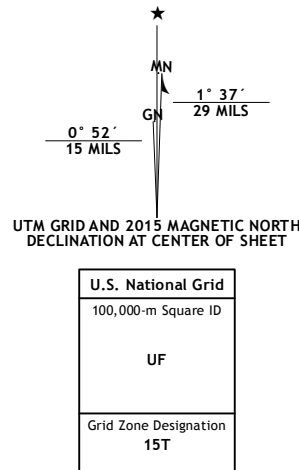 MN
1° 37´
29 MILS
GN
0° 52´
15 MILS
UTM GRID AND 2015 MAGNETIC NORTH
DECLINATION AT CENTER OF SHEET
U.S. National Grid
100,000-m Square ID
UF
Grid Zone Designation
15T